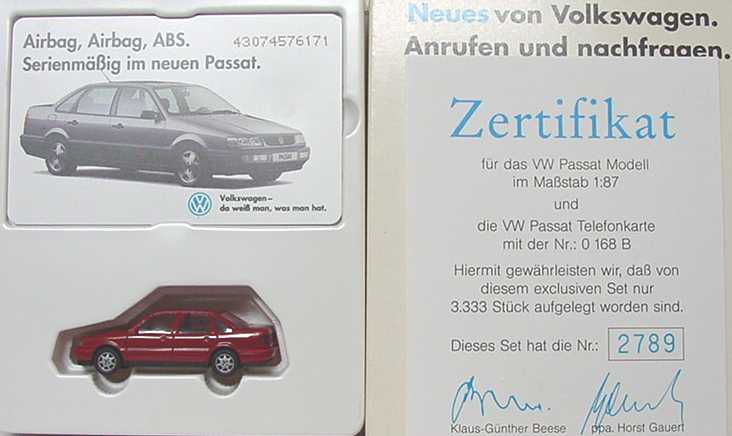 Airbag, Airbag, ABS.
43074576171
Serienmäßig im neuen Passat.
PASSAT
Volkswagen –
da weiß man, was man hat.
Neues von Volkswagen.
Anrufen und nachfragen.
Zertifikat
für das VW Passat Modell
im Maßstab 1:87
und
die VW Passat Telefonkarte
mit der Nr.: 0 168 B
Hiermit gewährleisten wir, daß von
diesem exclusiven Set nur
3.333 Stück aufgelegt worden sind.
Dieses Set hat die Nr.: 2789
Klaus-Günther Beese
ppa. Horst Gauert